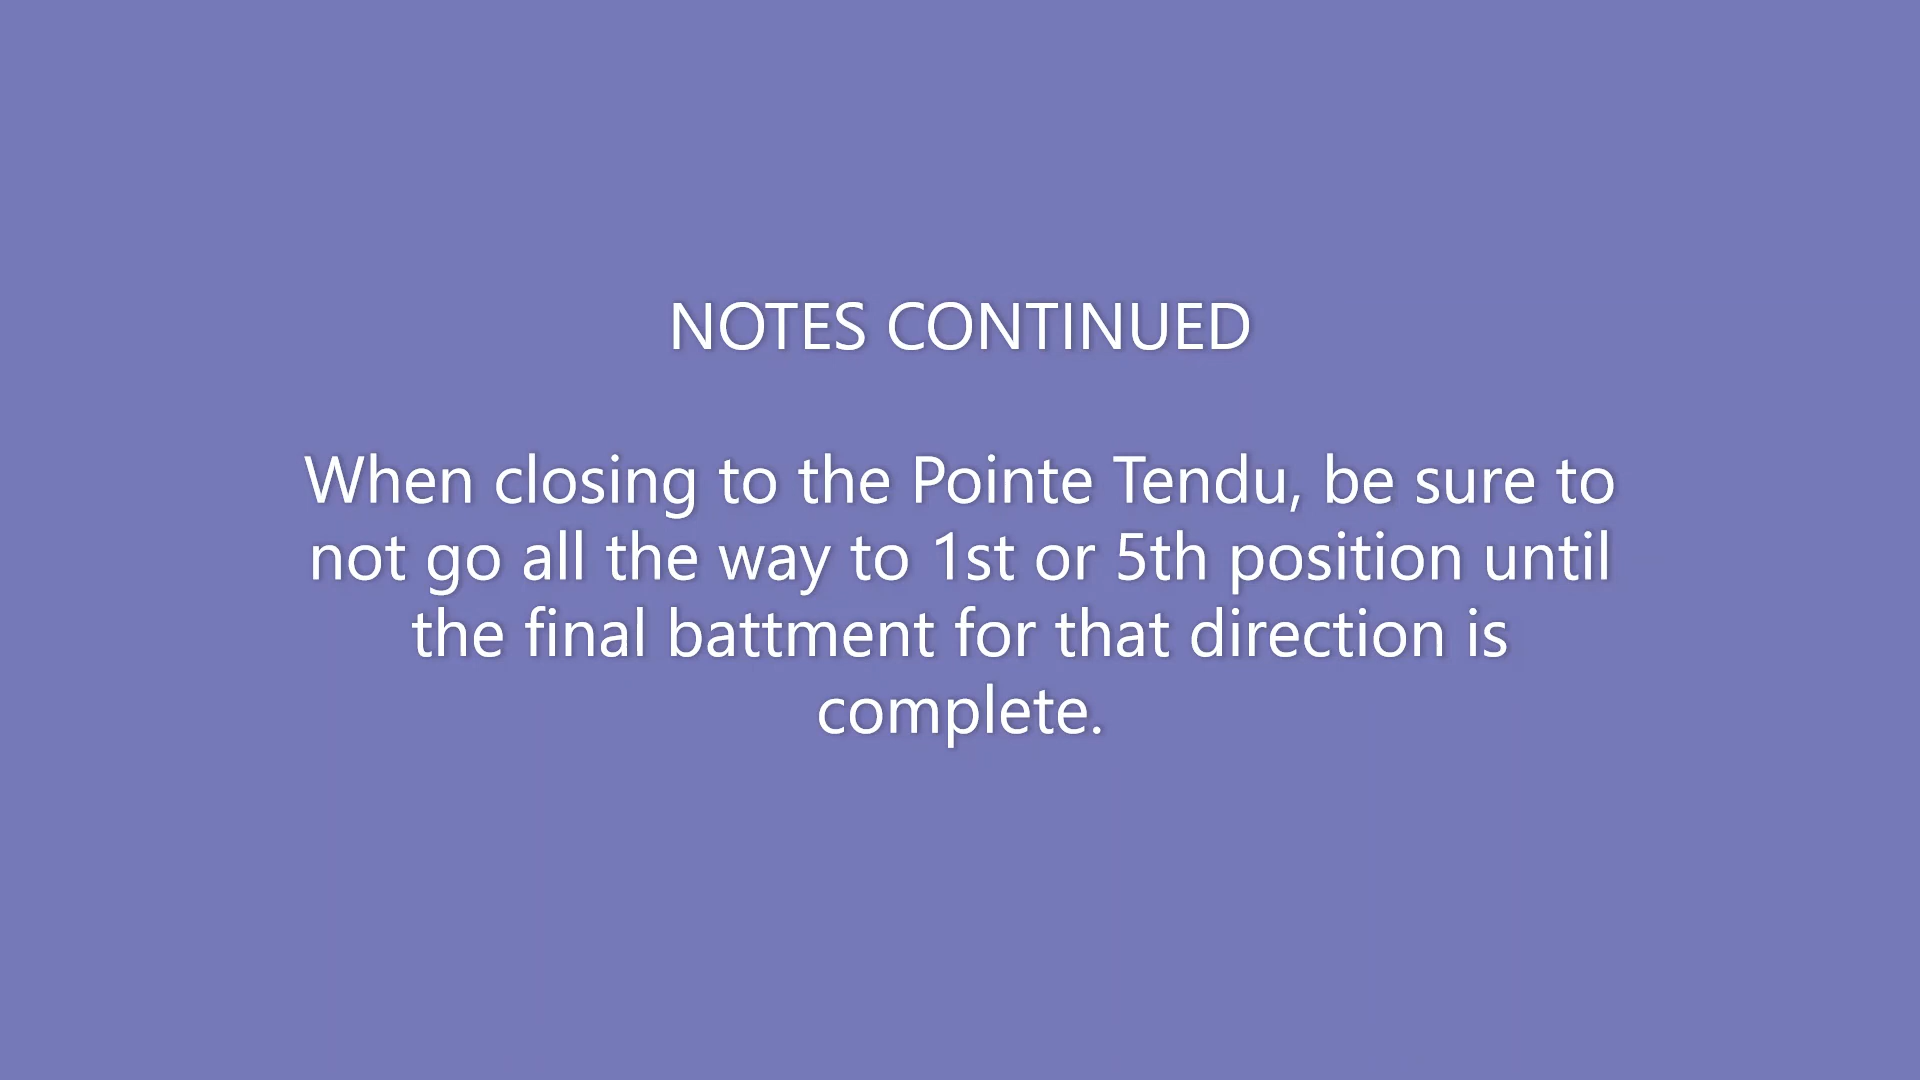 NOTES CONTINUED
When closing to the Pointe Tendu, be sure to
not go all the way to 1st or 5th position until
the final battment for that direction is
complete.